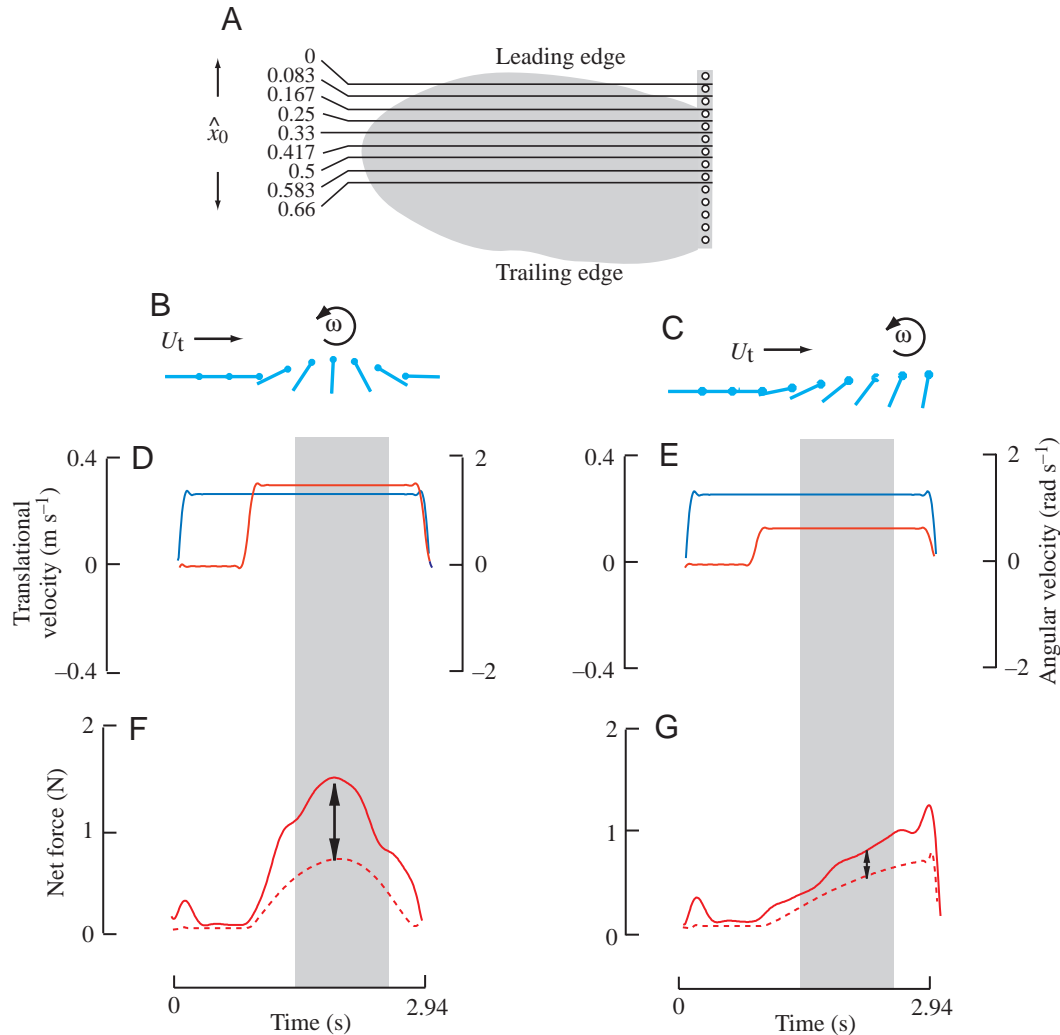 A
Leading edge
0
0.083
0.167
0.25
0.33
0.417
0.5
0.583
0.66
x̂0
Trailing edge
B
ω
Ut
C
ω
Ut
D
0.4
0
–0.4
Translational
velocity (m s–1)
2
0
–2
E
0.4
0
–0.4
2
0
–2
Angular velocity (rad s–1)
F
2
1
0
Net force (N)
G
2
1
0
0
2.94
Time (s)
0
2.94
Time (s)